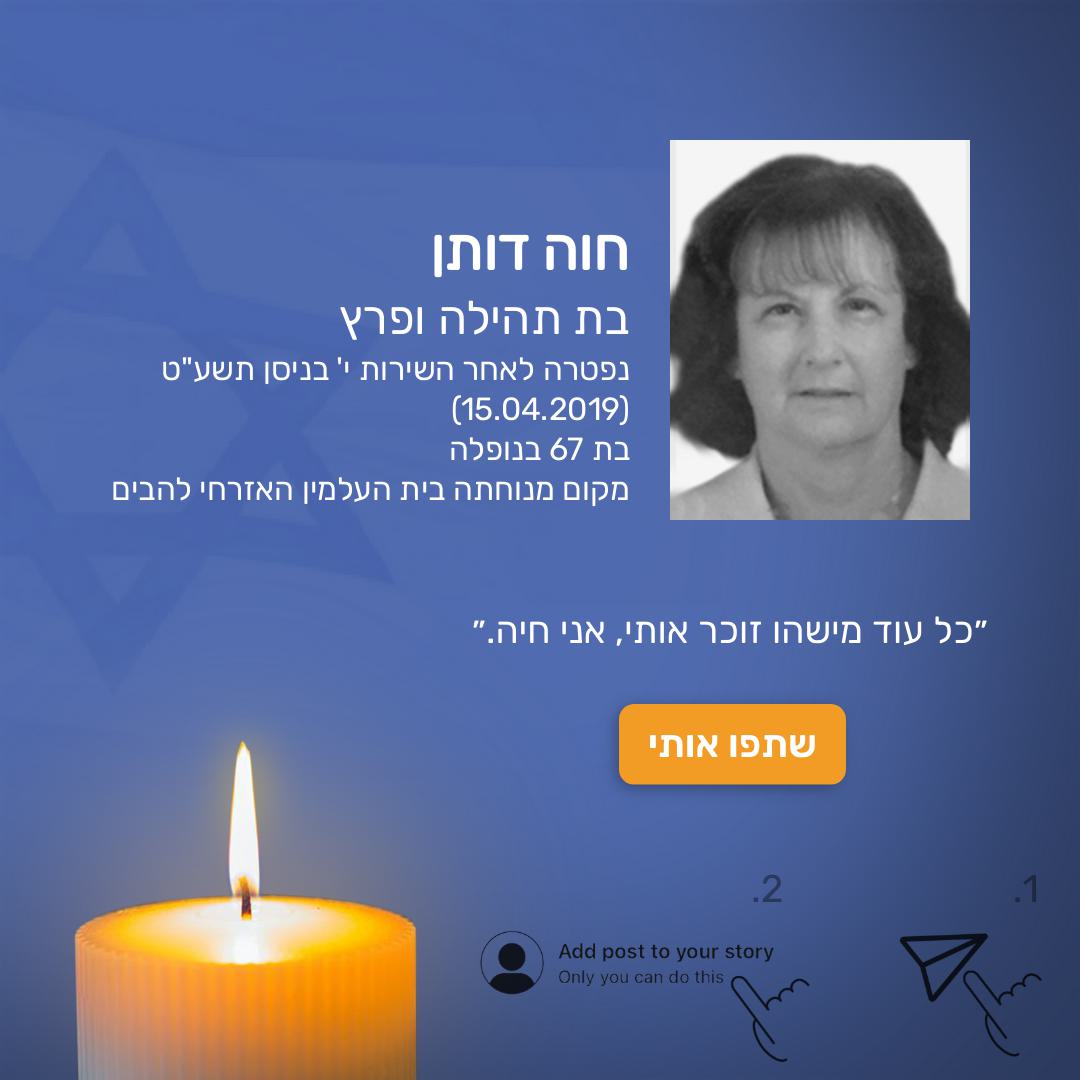 חוה דותן
בת תהילה ופרץ
נפטרה לאחר השירות י' בניסן תשע"ט
(15.04.2019)
בת 67 בנופלה
מקום מנוחתה בית העלמין האזרחי להבים
״כל עוד מישהו זוכר אותי, אני חיה.״
שתפו אותי
1.
2.
Add post to your story
Only you can do this